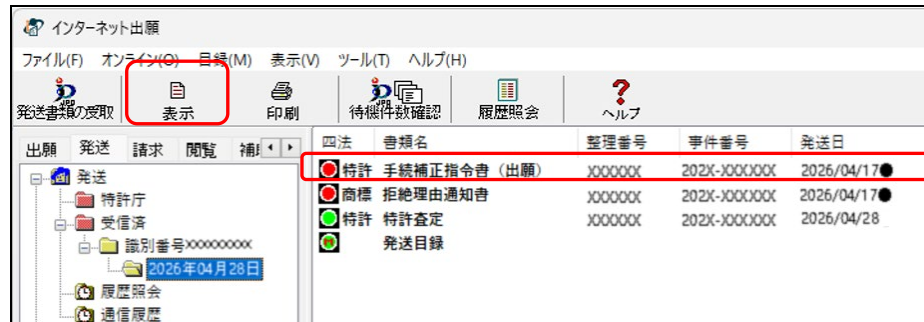 インターネット出願
ファイル(F) オンライン(O) 目録(M) 表示(V) ツール(T) ヘルプ(H)
発送書類の受取 表示 印刷 待機件数確認 履歴照会 ヘルプ
出願 発送 請求 閲覧 補
四法 書類名 整理番号 事件番号 発送日
発送
特許庁
受信済
識別番号XXXXXXXXX
2026年04月28日
履歴照会
通信履歴
特許 手続補正指令書（出願） XXXXXX 202X-XXXXXX 2026/04/17●
商標 拒絶理由通知書 XXXXXX 202X-XXXXXX 2026/04/17●
特許 特許査定 XXXXXX 202X-XXXXXX 2026/04/28
発送目録